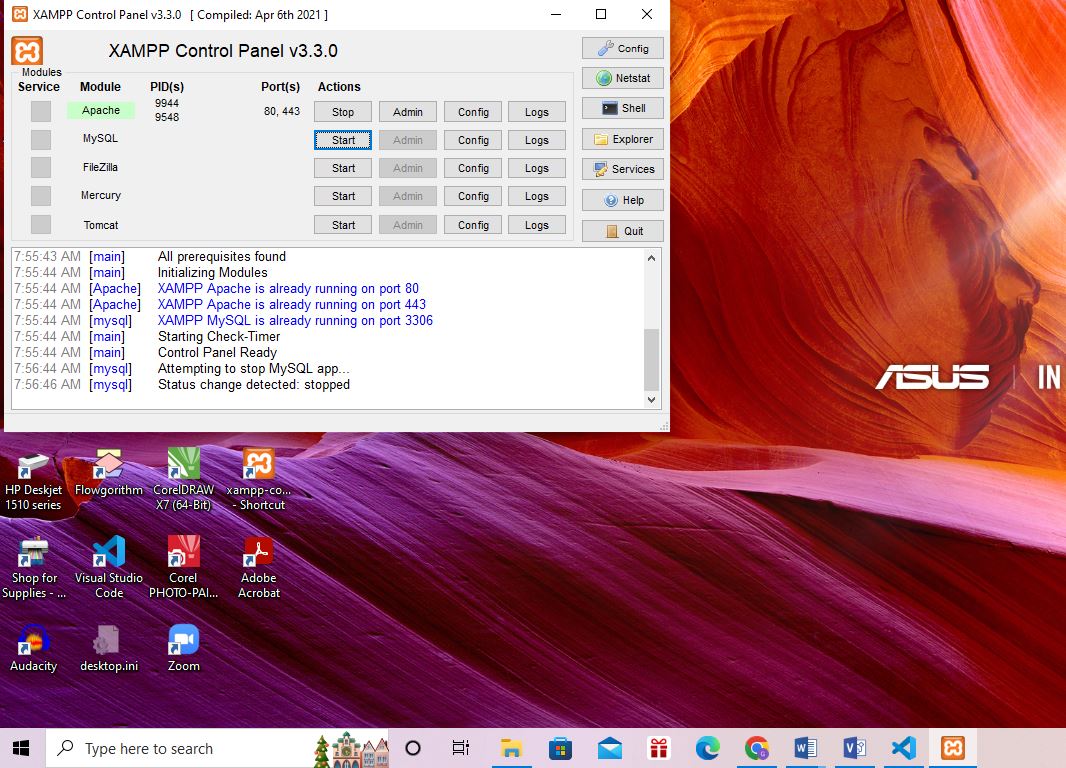 XAMPP Control Panel v3.3.0 [ Compiled: Apr 6th 2021 ]
XAMPP Control Panel v3.3.0
Config
Modules
Service Module PID(s) Port(s) Actions
Netstat
Apache 9944 9548 80, 443 Stop Admin Config Logs
Shell
MySQL Start Admin Config Logs
Explorer
FileZilla Start Admin Config Logs
Services
Mercury Start Admin Config Logs
Help
Tomcat Start Admin Config Logs
Quit
7:55:43 AM [main] All prerequisites found
7:55:44 AM [main] Initializing Modules
7:55:44 AM [Apache] XAMPP Apache is already running on port 80
7:55:44 AM [Apache] XAMPP Apache is already running on port 443
7:55:44 AM [mysql] XAMPP MySQL is already running on port 3306
7:55:44 AM [main] Starting Check-Timer
7:55:44 AM [main] Control Panel Ready
7:56:44 AM [mysql] Attempting to stop MySQL app...
7:56:46 AM [mysql] Status change detected: stopped
ASUS | IN
HP Deskjet 1510 series
Flowgorithm
CorelDRAW X7 (64-Bit)
xampp-co... - Shortcut
Shop for Supplies - ...
Visual Studio Code
Corel PHOTO-PAI...
Adobe Acrobat
Audacity
desktop.ini
Zoom
Type here to search